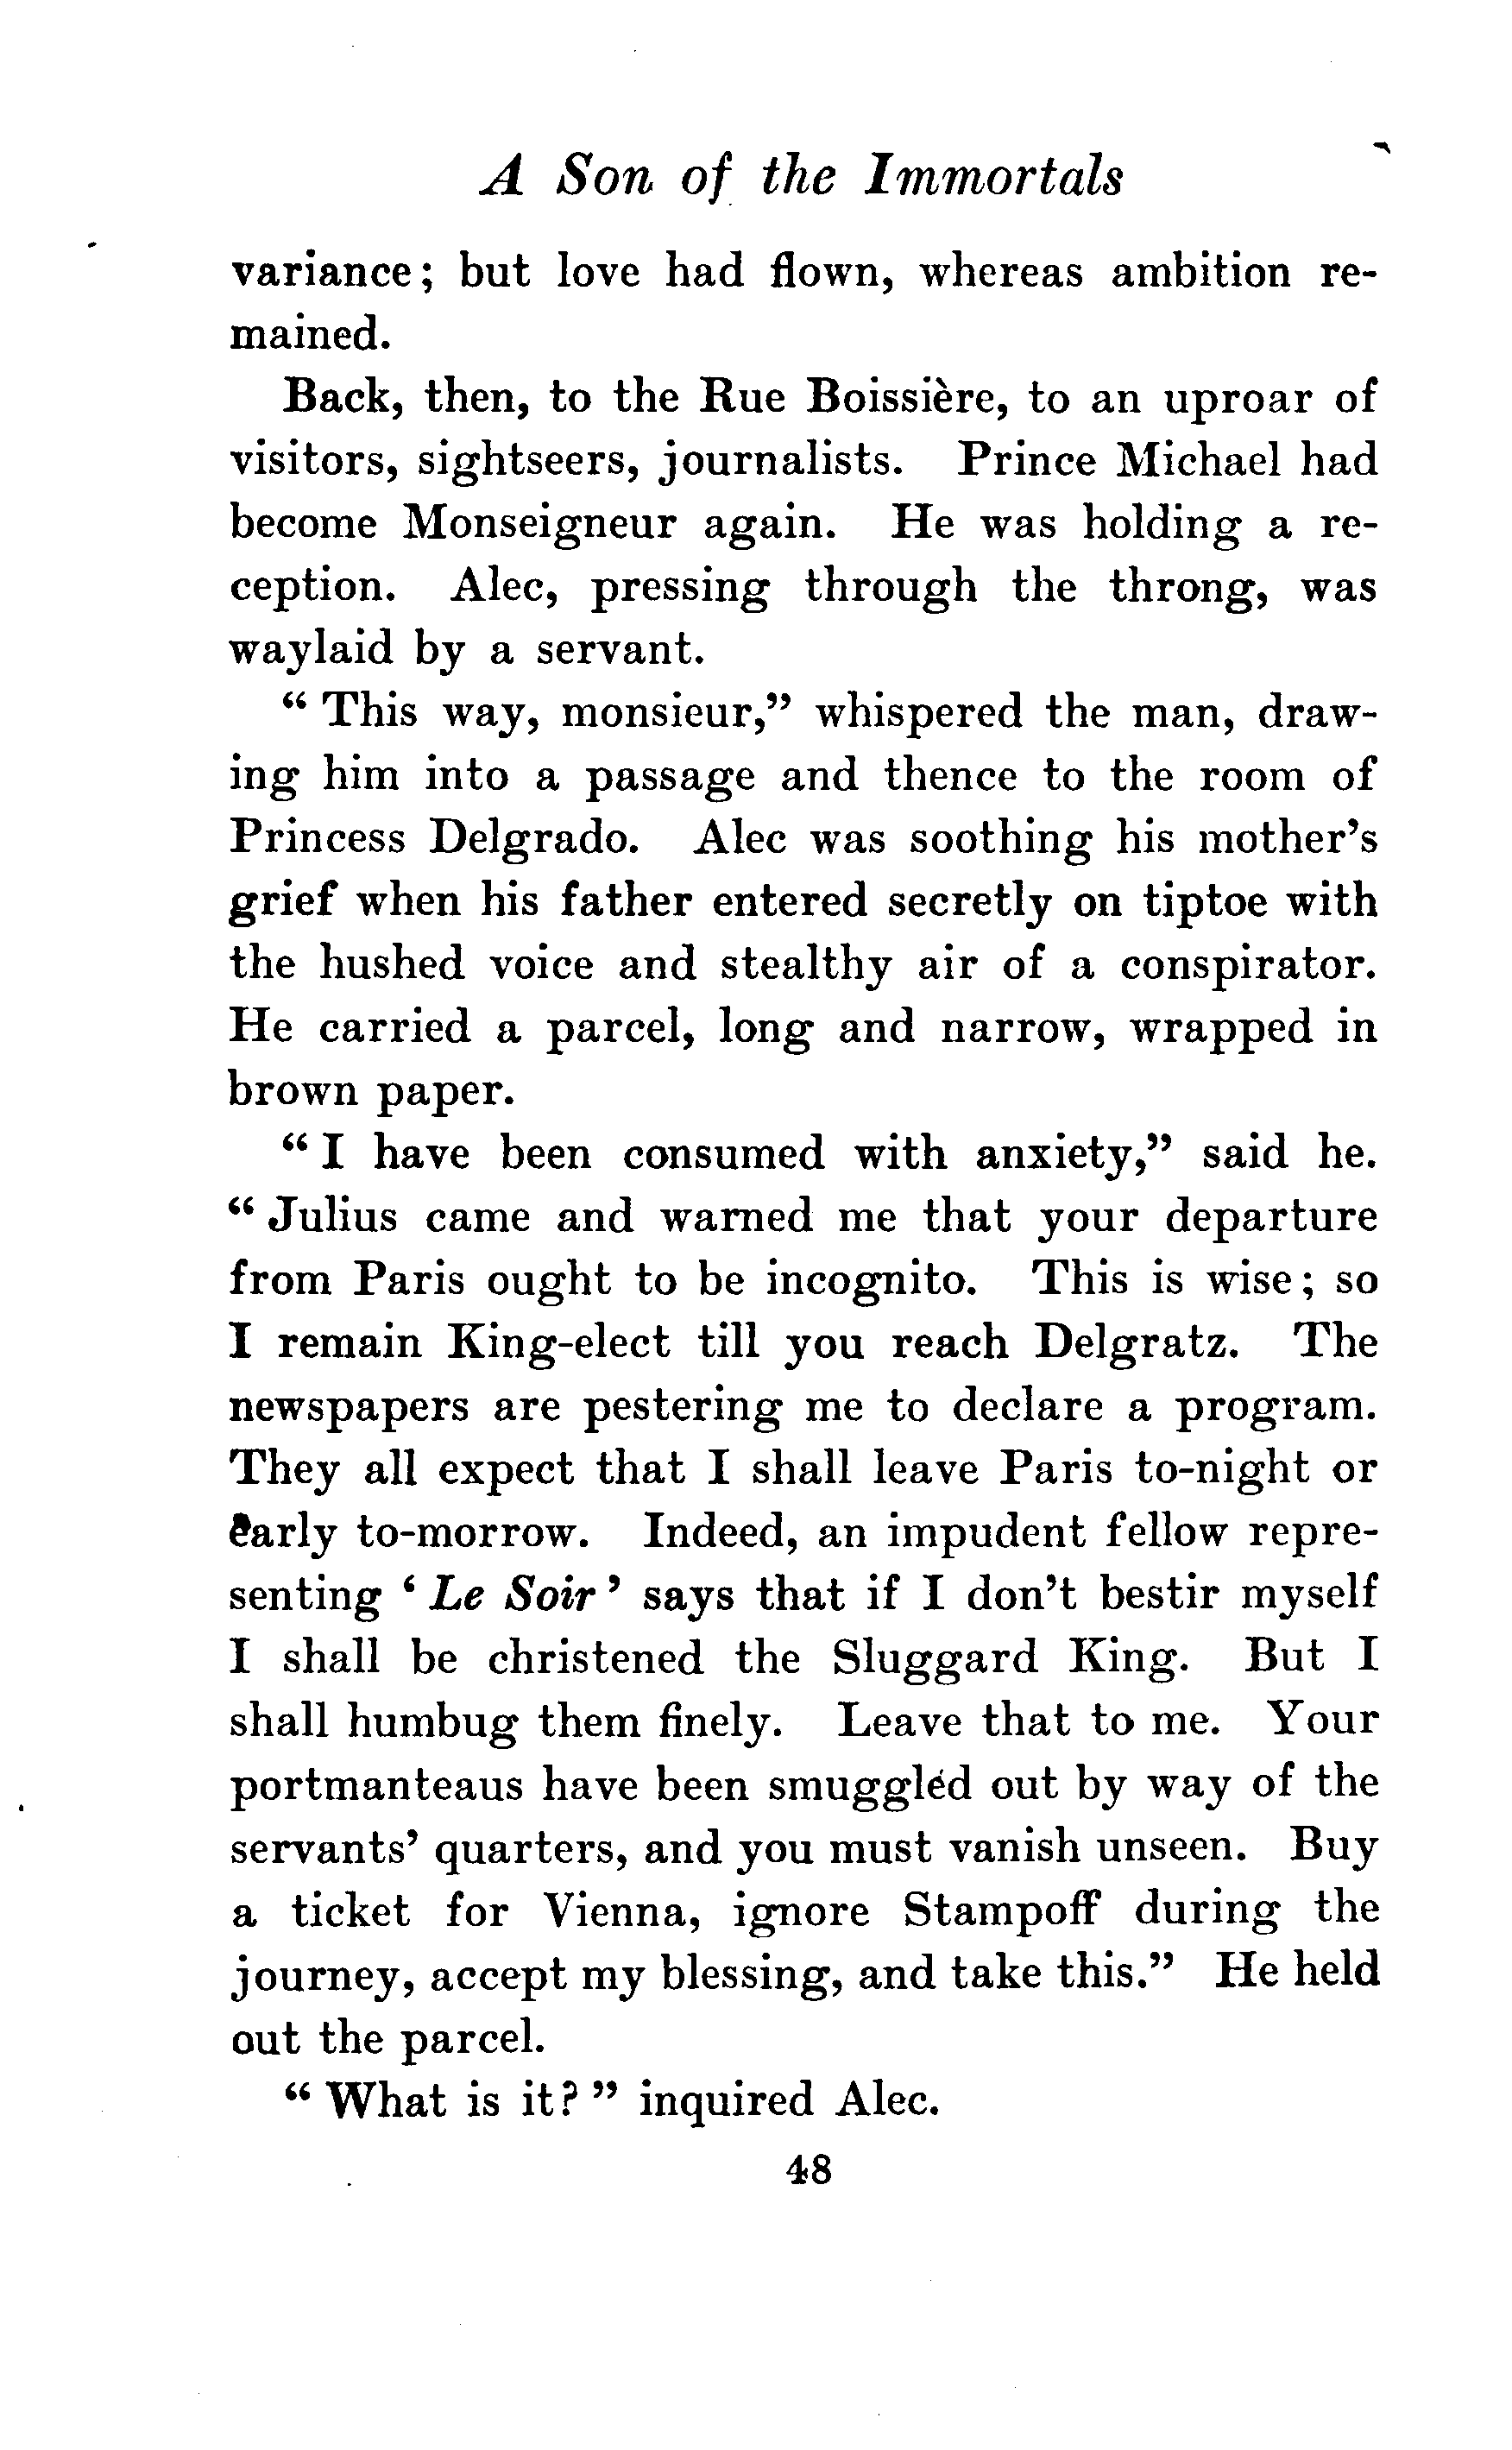 A Son of the Immortals
variance; but love had flown, whereas ambition re-
mained.
Back, then, to the Rue Boissière, to an uproar of
visitors, sightseers, journalists. Prince Michael had
become Monseigneur again. He was holding a re-
ception. Alec, pressing through the throng, was
waylaid by a servant.
“ This way, monsieur,” whispered the man, draw-
ing him into a passage and thence to the room of
Princess Delgrado. Alec was soothing his mother’s
grief when his father entered secretly on tiptoe with
the hushed voice and stealthy air of a conspirator.
He carried a parcel, long and narrow, wrapped in
brown paper.
“ I have been consumed with anxiety,” said he.
“ Julius came and warned me that your departure
from Paris ought to be incognito. This is wise; so
I remain King-elect till you reach Delgratz. The
newspapers are pestering me to declare a program.
They all expect that I shall leave Paris to-night or
early to-morrow. Indeed, an impudent fellow repre-
senting ‘ Le Soir ’ says that if I don’t bestir myself
I shall be christened the Sluggard King. But I
shall humbug them finely. Leave that to me. Your
portmanteaus have been smuggled out by way of the
servants’ quarters, and you must vanish unseen. Buy
a ticket for Vienna, ignore Stampoff during the
journey, accept my blessing, and take this.” He held
out the parcel.
“ What is it? ” inquired Alec.
48